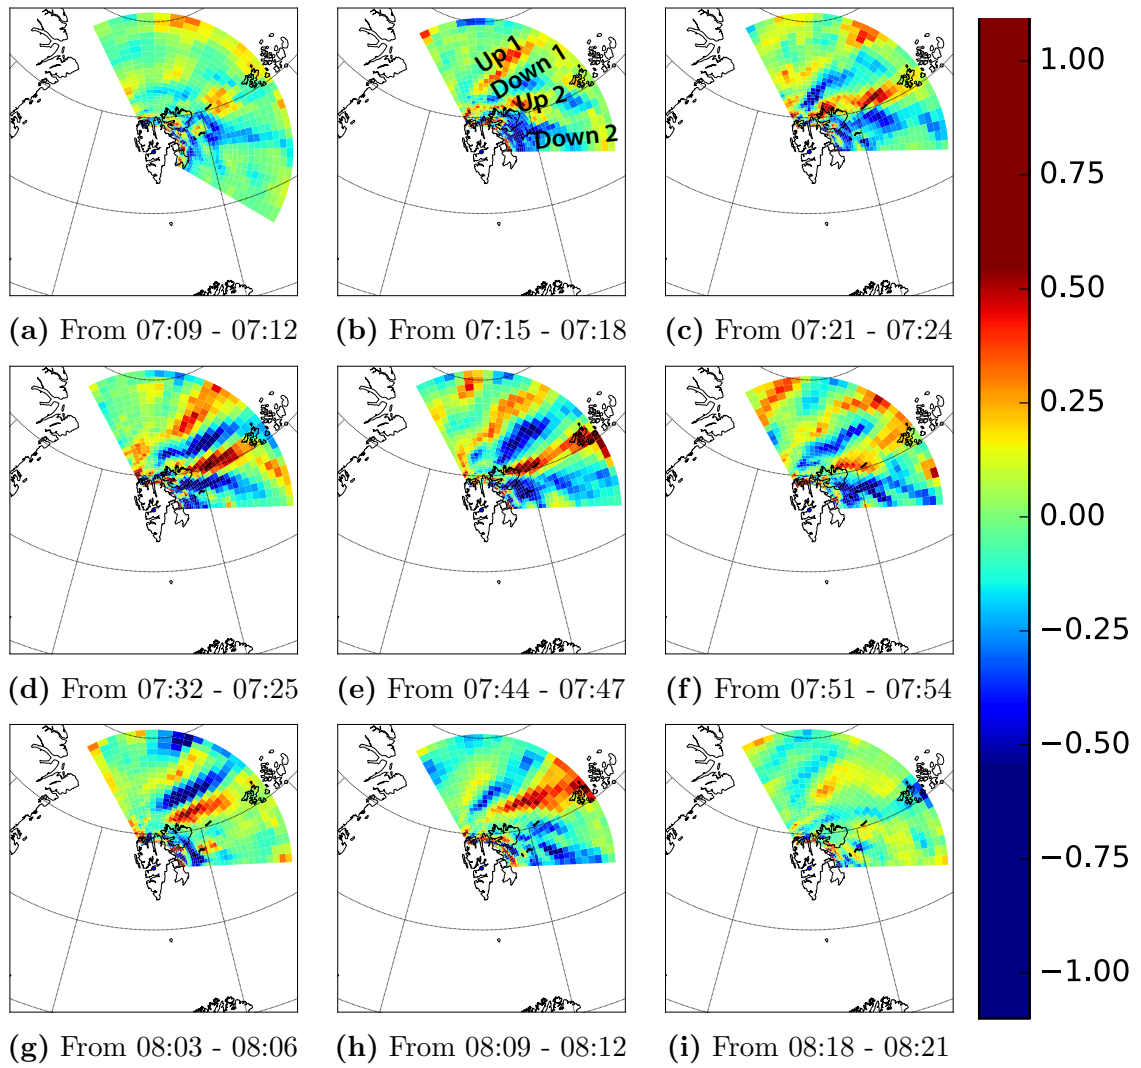 Up 1
Down 1
Up 2
Down 2
(a) From 07:09 - 07:12
(b) From 07:15 - 07:18
(c) From 07:21 - 07:24
(d) From 07:32 - 07:25
(e) From 07:44 - 07:47
(f) From 07:51 - 07:54
(g) From 08:03 - 08:06
(h) From 08:09 - 08:12
(i) From 08:18 - 08:21
1.00
0.75
0.50
0.25
0.00
−0.25
−0.50
−0.75
−1.00